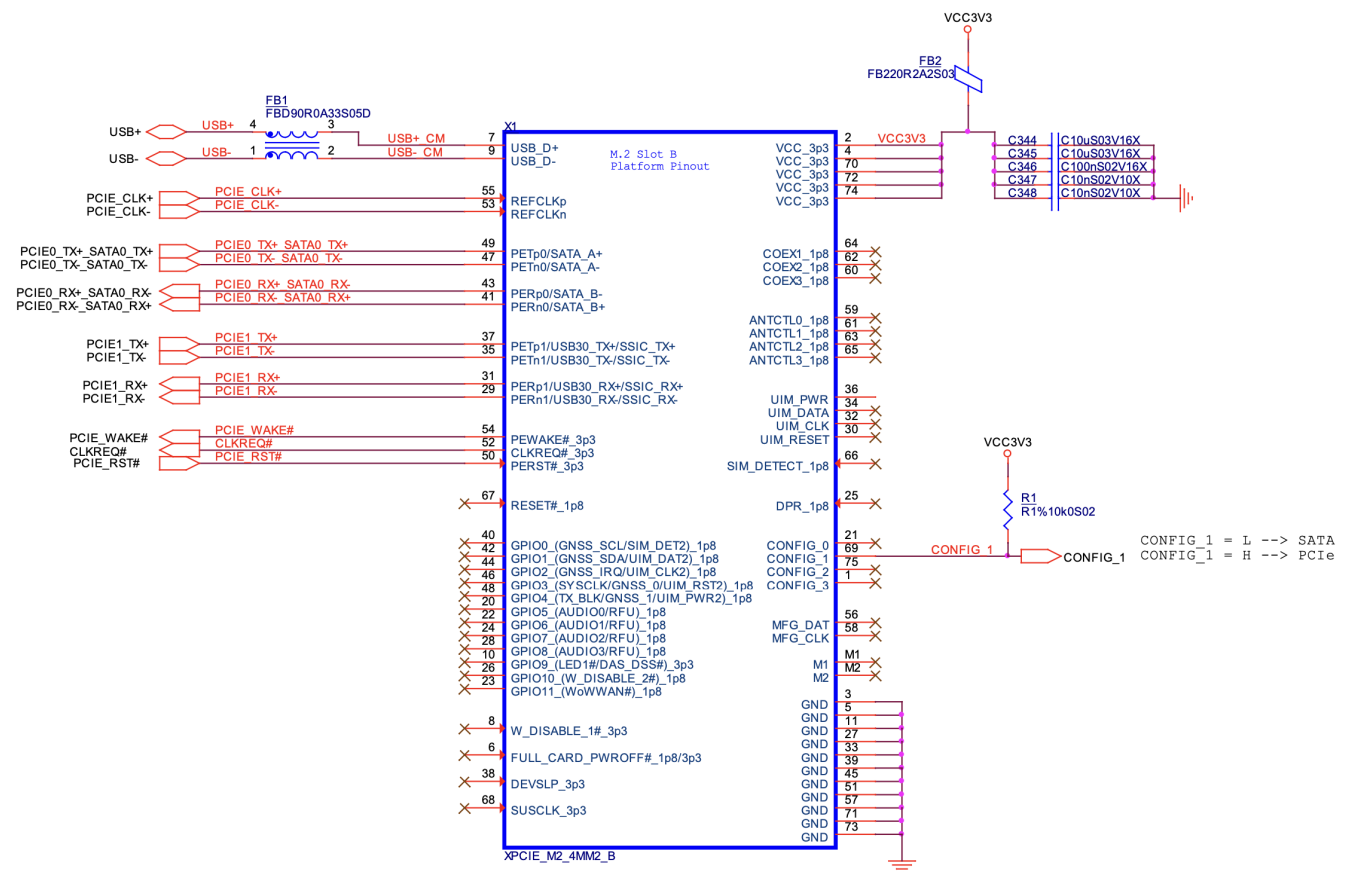 VCC3V3
FB2
FB220R2A2S03
FB1
FBD90R0A33S05D
USB+
USB+
4
3
USB-
USB-
1
2
USB+_CM
7
USB_D+
USB-_CM
9
USB_D-
X1
M.2 Slot B
Platform Pinout
PCIE_CLK+
PCIE_CLK+
55
REFCLKp
PCIE_CLK-
PCIE_CLK-
53
REFCLKn
PCIE0_TX+_SATA0_TX+
PCIE0_TX+_SATA0_TX+
49
PETp0/SATA_A+
PCIE0_TX-_SATA0_TX-
PCIE0_TX-_SATA0_TX-
47
PETn0/SATA_A-
PCIE0_RX+_SATA0_RX-
PCIE0_RX+_SATA0_RX-
43
PERp0/SATA_B-
PCIE0_RX-_SATA0_RX+
PCIE0_RX-_SATA0_RX+
41
PERn0/SATA_B+
PCIE1_TX+
PCIE1_TX+
37
PETp1/USB30_TX+/SSIC_TX+
PCIE1_TX-
PCIE1_TX-
35
PETn1/USB30_TX-/SSIC_TX-
PCIE1_RX+
PCIE1_RX+
31
PERp1/USB30_RX+/SSIC_RX+
PCIE1_RX-
PCIE1_RX-
29
PERn1/USB30_RX-/SSIC_RX-
PCIE_WAKE#
PCIE_WAKE#
54
PEWAKE#_3p3
CLKREQ#
CLKREQ#
52
CLKREQ#_3p3
PCIE_RST#
PCIE_RST#
50
PERST#_3p3
67
RESET#_1p8
40
GPIO0_(GNSS_SCL/SIM_DET2)_1p8
42
GPIO1_(GNSS_SDA/UIM_DAT2)_1p8
44
GPIO2_(GNSS_IRQ/UIM_CLK2)_1p8
46
GPIO3_(SYSCLK/GNSS_0/UIM_RST2)_1p8
48
GPIO4_(TX_BLK/GNSS_1/UIM_PWR2)_1p8
20
GPIO5_(AUDIO0/RFU)_1p8
22
GPIO6_(AUDIO1/RFU)_1p8
24
GPIO7_(AUDIO2/RFU)_1p8
28
GPIO8_(AUDIO3/RFU)_1p8
10
GPIO9_(LED1#/DAS_DSS#)_3p3
26
GPIO10_(W_DISABLE_2#)_1p8
23
GPIO11_(WoWWAN#)_1p8
8
W_DISABLE_1#_3p3
6
FULL_CARD_PWROFF#_1p8/3p3
38
DEVSLP_3p3
68
SUSCLK_3p3
XPCIE_M2_4MM2_B
VCC_3p3
2
VCC3V3
VCC_3p3
4
VCC_3p3
70
VCC_3p3
72
VCC_3p3
74
C344
C10uS03V16X
C345
C10uS03V16X
C346
C100nS02V16X
C347
C10nS02V10X
C348
C10nS02V10X
COEX1_1p8
64
COEX2_1p8
62
COEX3_1p8
60
ANTCTL0_1p8
59
ANTCTL1_1p8
61
ANTCTL2_1p8
63
ANTCTL3_1p8
65
UIM_PWR
36
UIM_DATA
34
UIM_CLK
32
UIM_RESET
30
SIM_DETECT_1p8
66
DPR_1p8
25
CONFIG_0
21
CONFIG_1
69
CONFIG_1
CONFIG_1
CONFIG_2
75
CONFIG_3
1
VCC3V3
R1
R1%10k0S02
CONFIG_1 = L --> SATA
CONFIG_1 = H --> PCIe
MFG_DAT
56
MFG_CLK
58
M1
M1
M2
M2
GND
3
GND
5
GND
11
GND
27
GND
33
GND
39
GND
45
GND
51
GND
57
GND
71
GND
73